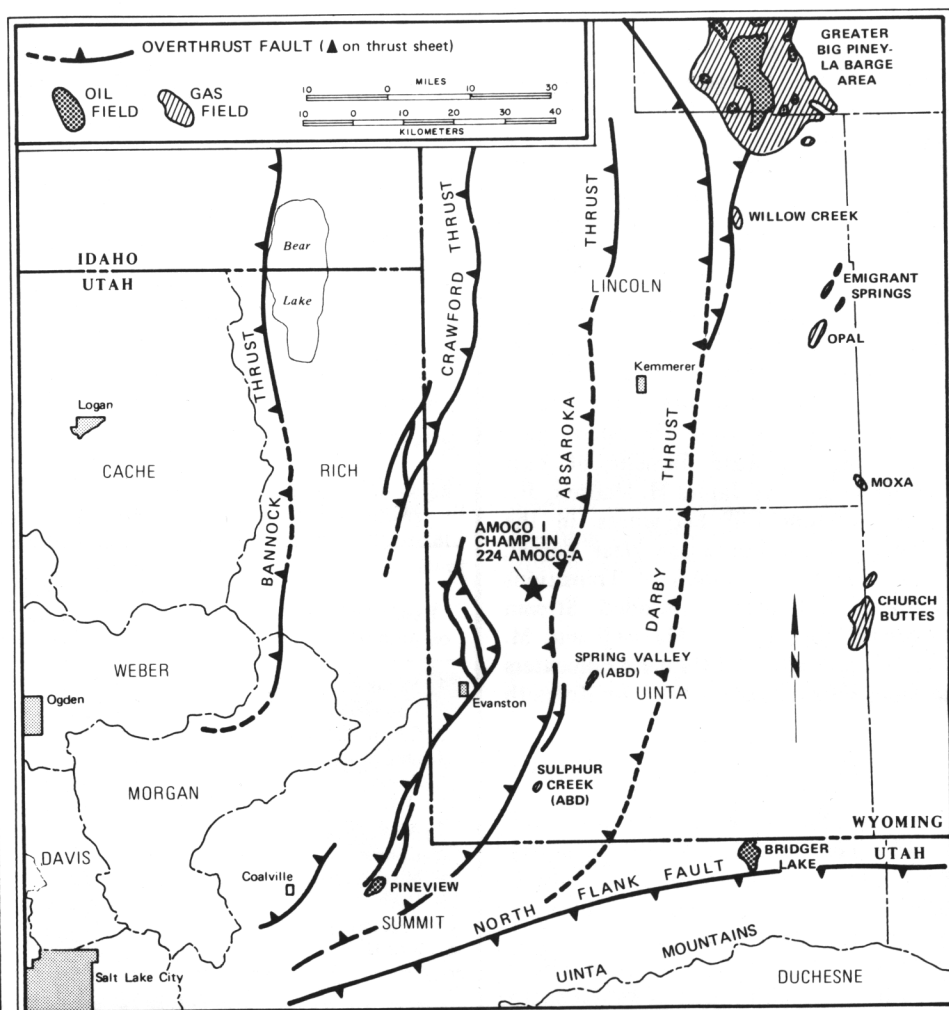 OVERTHRUST FAULT (▲ on thrust sheet)
OIL
FIELD
GAS
FIELD
MILES
10 0 10 30
10 0 20 30 40
KILOMETERS
GREATER
BIG PINEY-
LA BARGE
AREA
IDAHO
UTAH
Bear
Lake
CRAWFORD THRUST
THRUST
ABSAROKA
LINCOLN
WILLOW CREEK
EMIGRANT
SPRINGS
OPAL
Kemmerer
THRUST
DARBY
Logan
CACHE
RICH
THRUST
BANNOCK
MOXA
AMOCO I
CHAMPLIN
224 AMOCO-A
CHURCH
BUTTES
N
WEBER
Ogden
Evanston
SPRING VALLEY
(ABD)
UINTA
MORGAN
SULPHUR
CREEK
(ABD)
WYOMING
UTAH
DAVIS
Coalville
PINEVIEW
SUMMIT
BRIDGER
LAKE
NORTH FLANK FAULT
Salt Lake City
UINTA MOUNTAINS
DUCHESNE